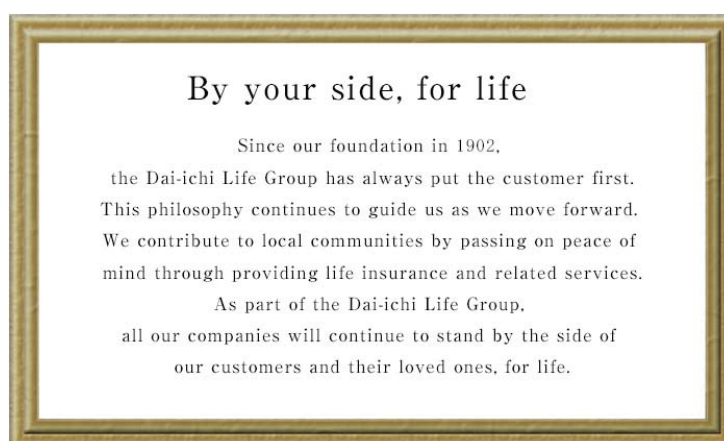 By your side, for life
Since our foundation in 1902,
the Dai-ichi Life Group has always put the customer first.
This philosophy continues to guide us as we move forward.
We contribute to local communities by passing on peace of
mind through providing life insurance and related services.
As part of the Dai-ichi Life Group,
all our companies will continue to stand by the side of
our customers and their loved ones, for life.